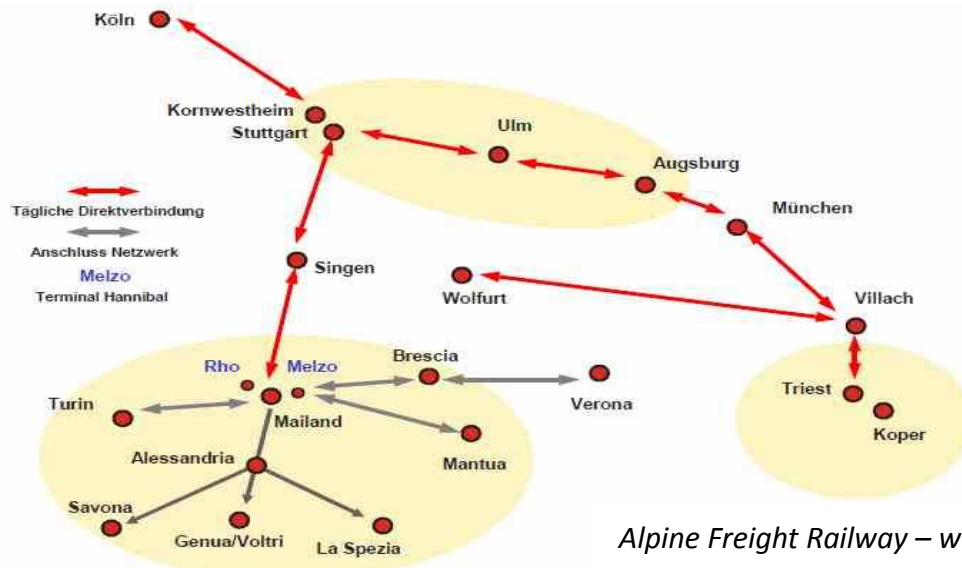 Köln
Kornwestheim
Stuttgart
Ulm
Augsburg
München
Tägliche Direktverbindung
Anschluss Netzwerk
Melzo
Terminal Hannibal
Singen
Wolfurt
Villach
Rho
Melzo
Brescia
Verona
Triest
Koper
Turin
Mailand
Mantua
Alessandria
Savona
Genua/Voltri
La Spezia
Alpine Freight Railway – w